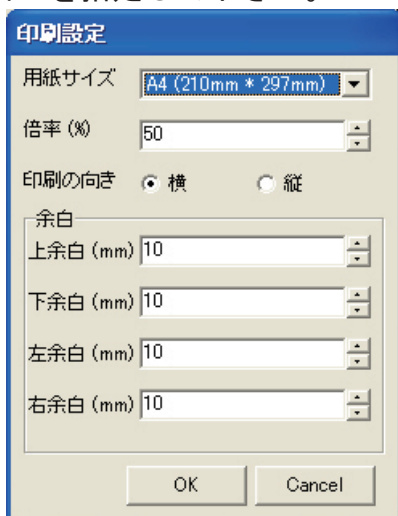 印刷設定
用紙サイズ A4 (210mm * 297mm)
倍率 (%) 50
印刷の向き 横 縦
余白
上余白 (mm) 10
下余白 (mm) 10
左余白 (mm) 10
右余白 (mm) 10
OK Cancel